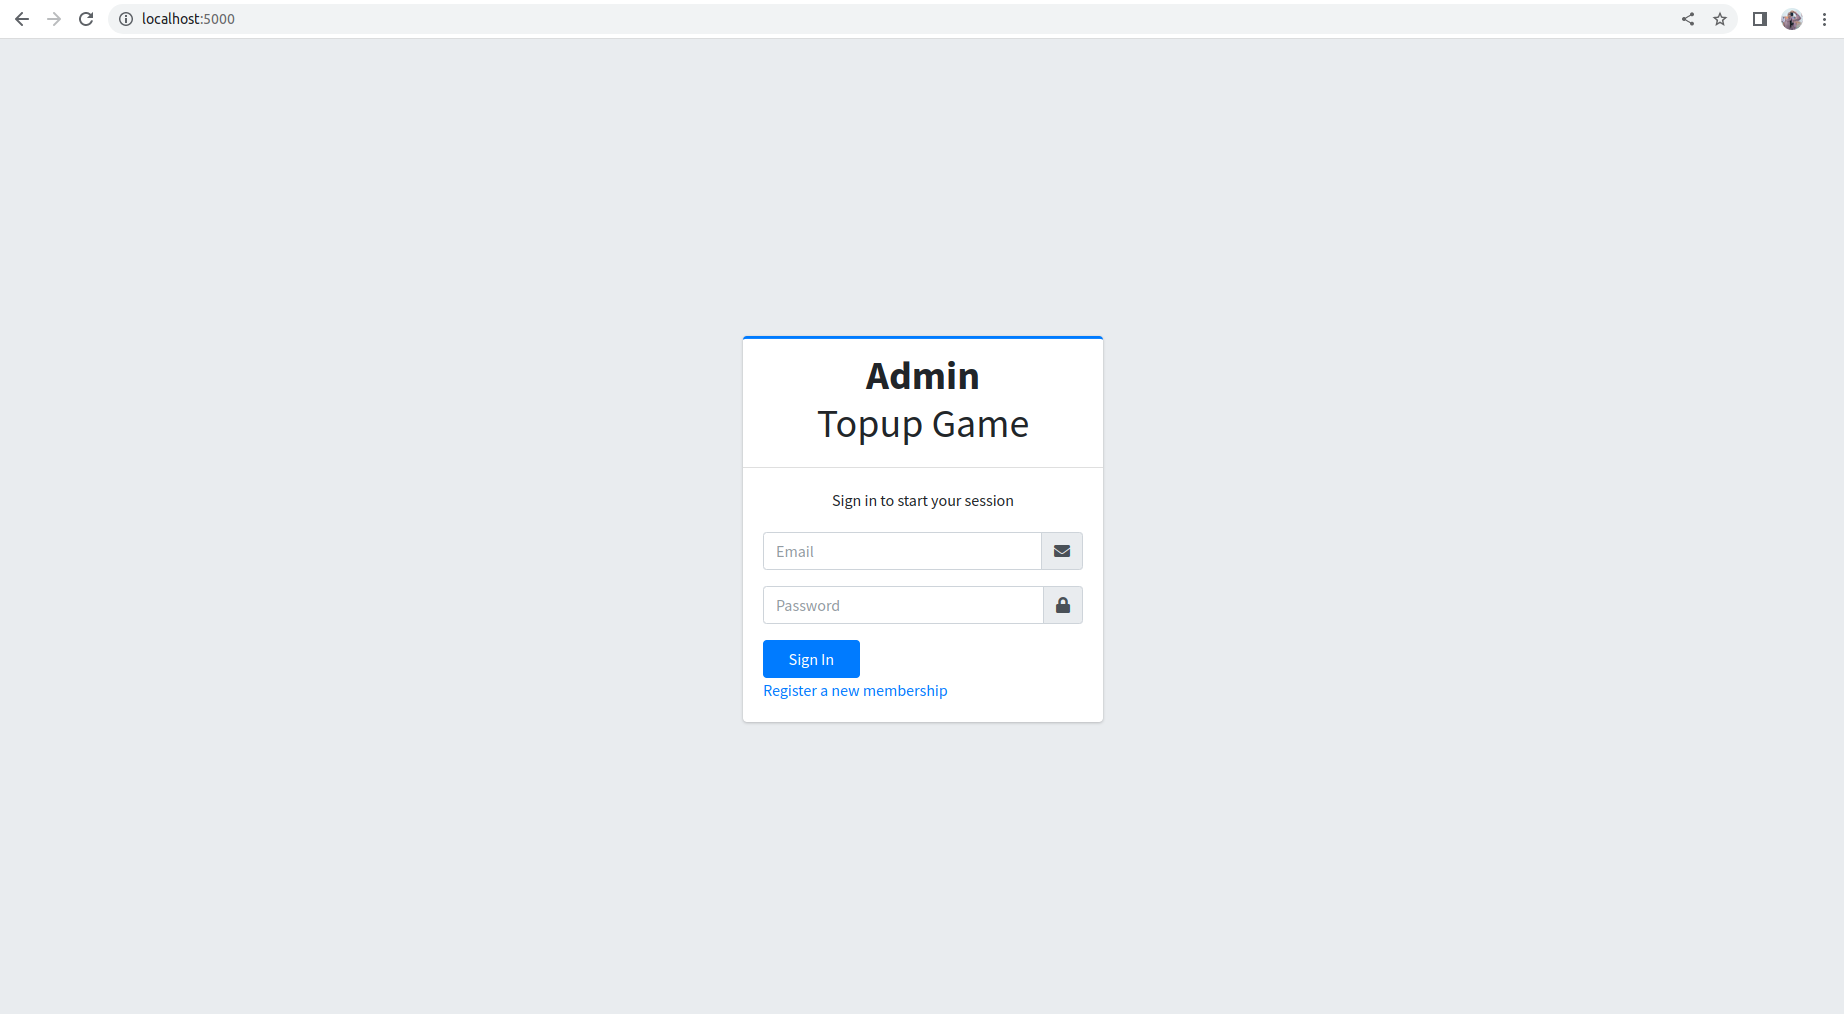 localhost:5000
Admin
Topup Game
Sign in to start your session
Email
Password
Sign In
Register a new membership